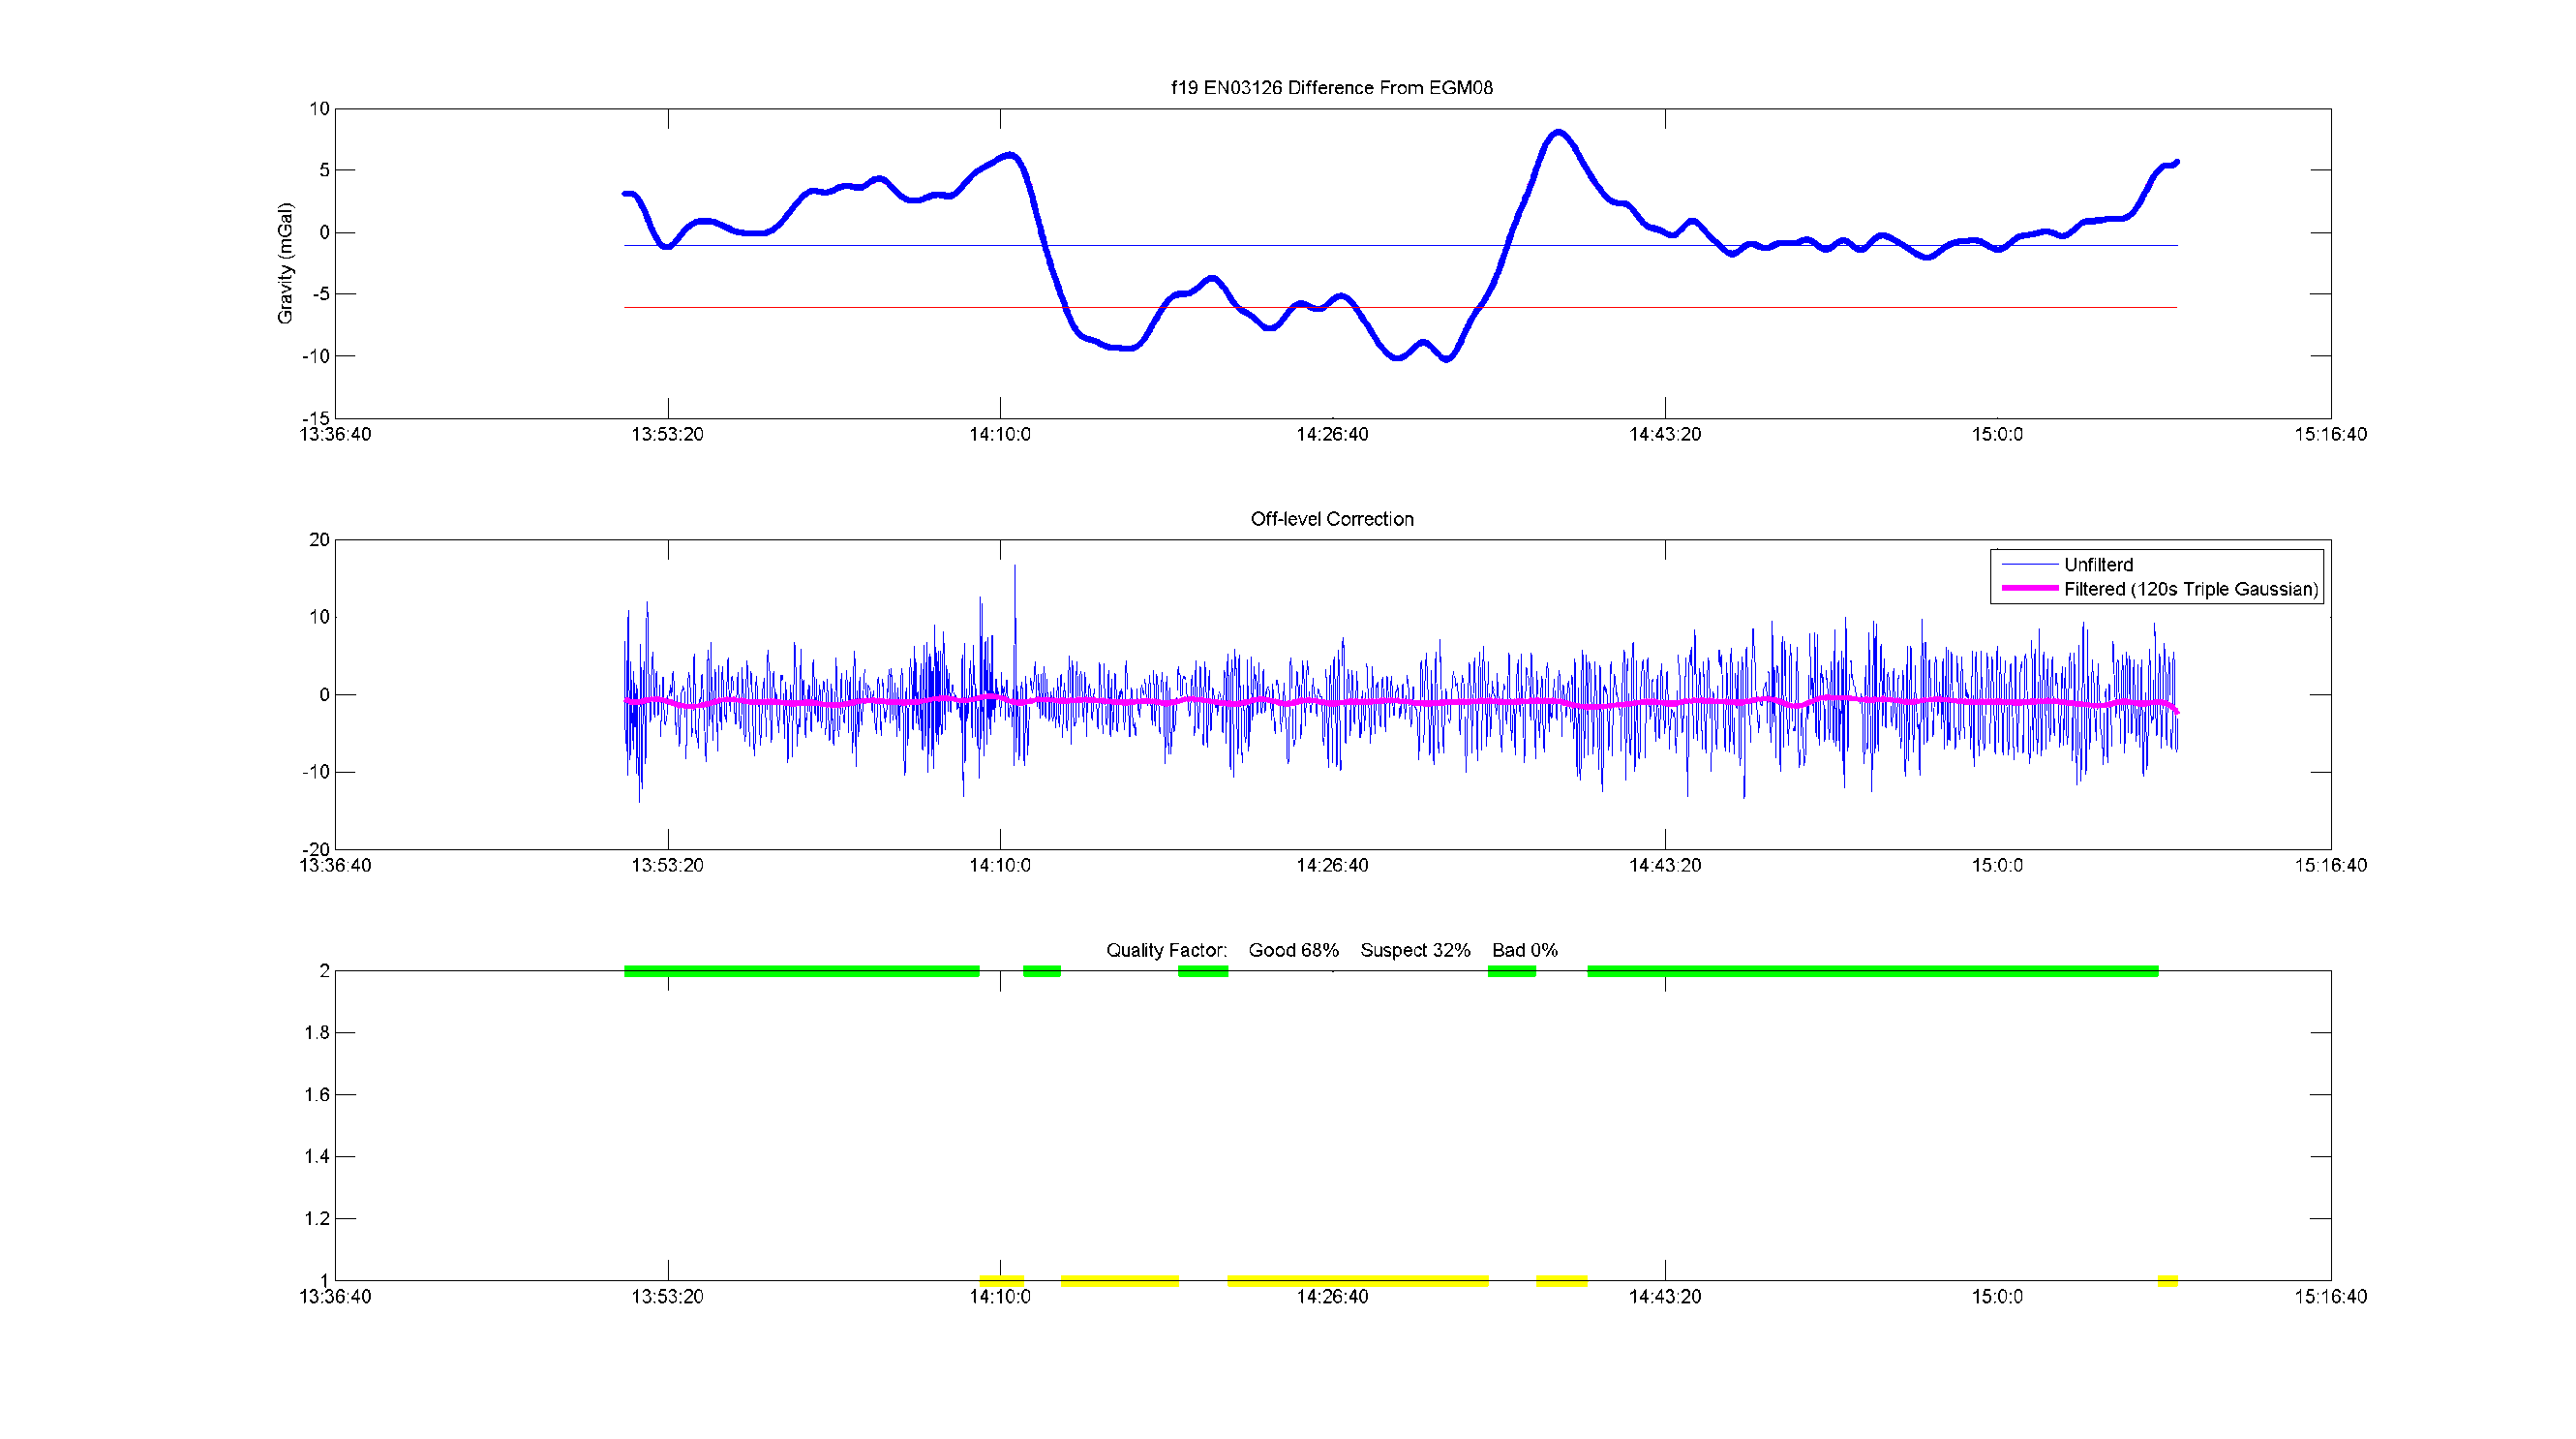 f19 EN03126 Difference From EGM08
10
5
0
-5
-10
-15
Gravity (mGal)
13:36:40 13:53:20 14:10:0 14:26:40 14:43:20 15:0:0 15:16:40
Off-level Correction
20
10
0
-10
-20
Unfilterd
Filtered (120s Triple Gaussian)
13:36:40 13:53:20 14:10:0 14:26:40 14:43:20 15:0:0 15:16:40
Quality Factor: Good 68% Suspect 32% Bad 0%
2
1.8
1.6
1.4
1.2
1
13:36:40 13:53:20 14:10:0 14:26:40 14:43:20 15:0:0 15:16:40